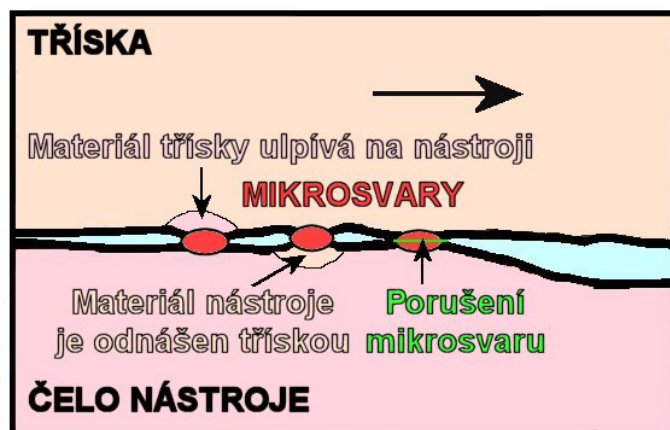 TŘÍSKA
Materiál třísky ulpívá na nástroji
MIKROSVARY
Materiál nástroje
je odnášen třískou
Porušení
mikrosvaru
ČELO NÁSTROJE